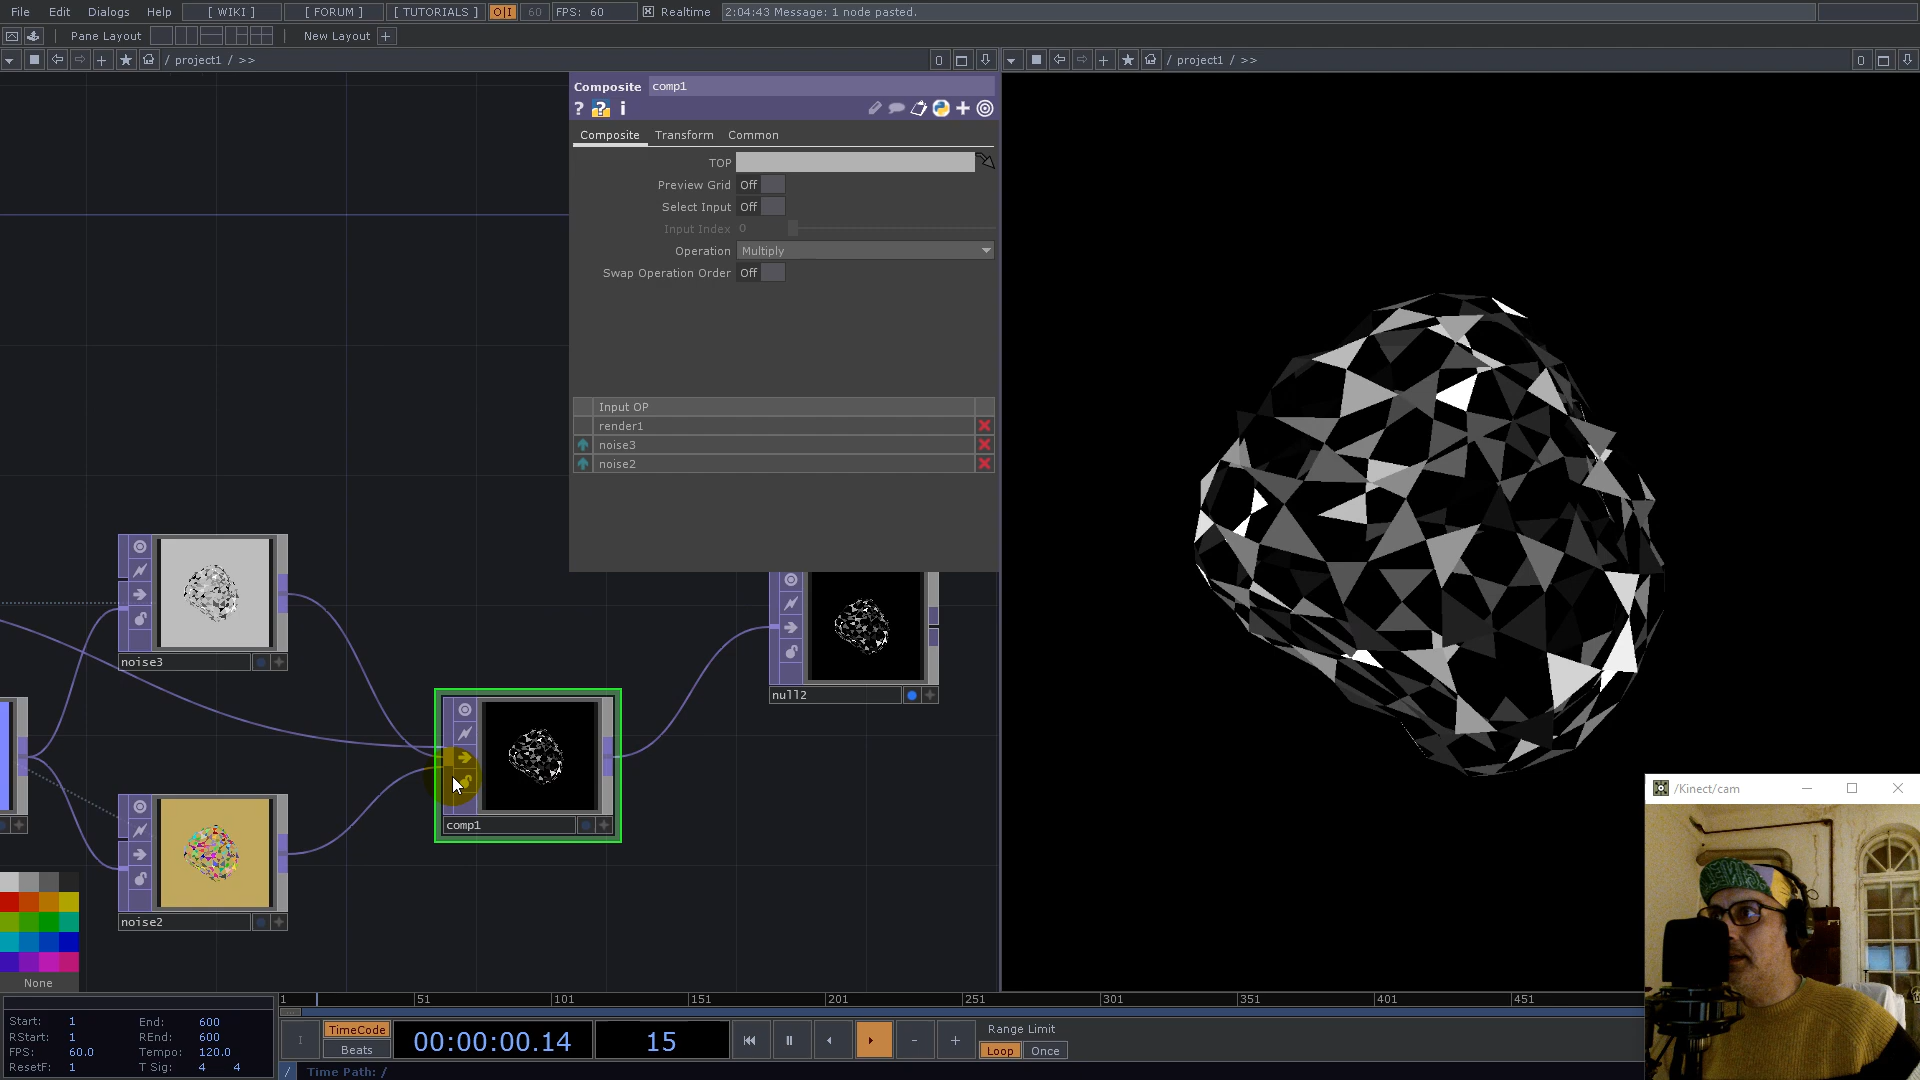 File Edit Dialogs Help [ WIKI ] [ FORUM ] [ TUTORIALS ] O|I 60 FPS: 60 Realtime 2:04:43 Message: 1 node pasted.
Pane Layout New Layout +
/ project1 / >> 0
/ project1 / >> 0
Composite comp1
? ? i
Composite Transform Common
TOP
Preview Grid Off
Select Input Off
Input Index 0
Operation Multiply
Swap Operation Order Off
Input OP
render1
noise3
noise2
noise3
null2
comp1
noise2
None
/Kinect/cam
1 51 101 151 201 251 301 351 401 451
Start: 1 End: 600
RStart: 1 REnd: 600
FPS: 60.0 Tempo: 120.0
ResetF: 1 T Sig: 4 4
TimeCode
Beats
00:00:00.14
15
Range Limit
Loop Once
/ Time Path: /